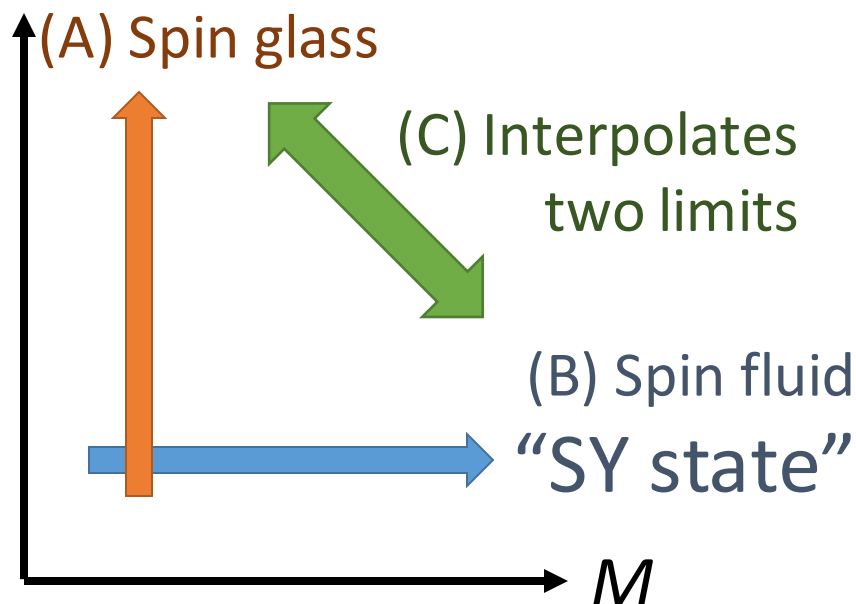 (A) Spin glass
(C) Interpolates
two limits
(B) Spin fluid
“SY state”
M